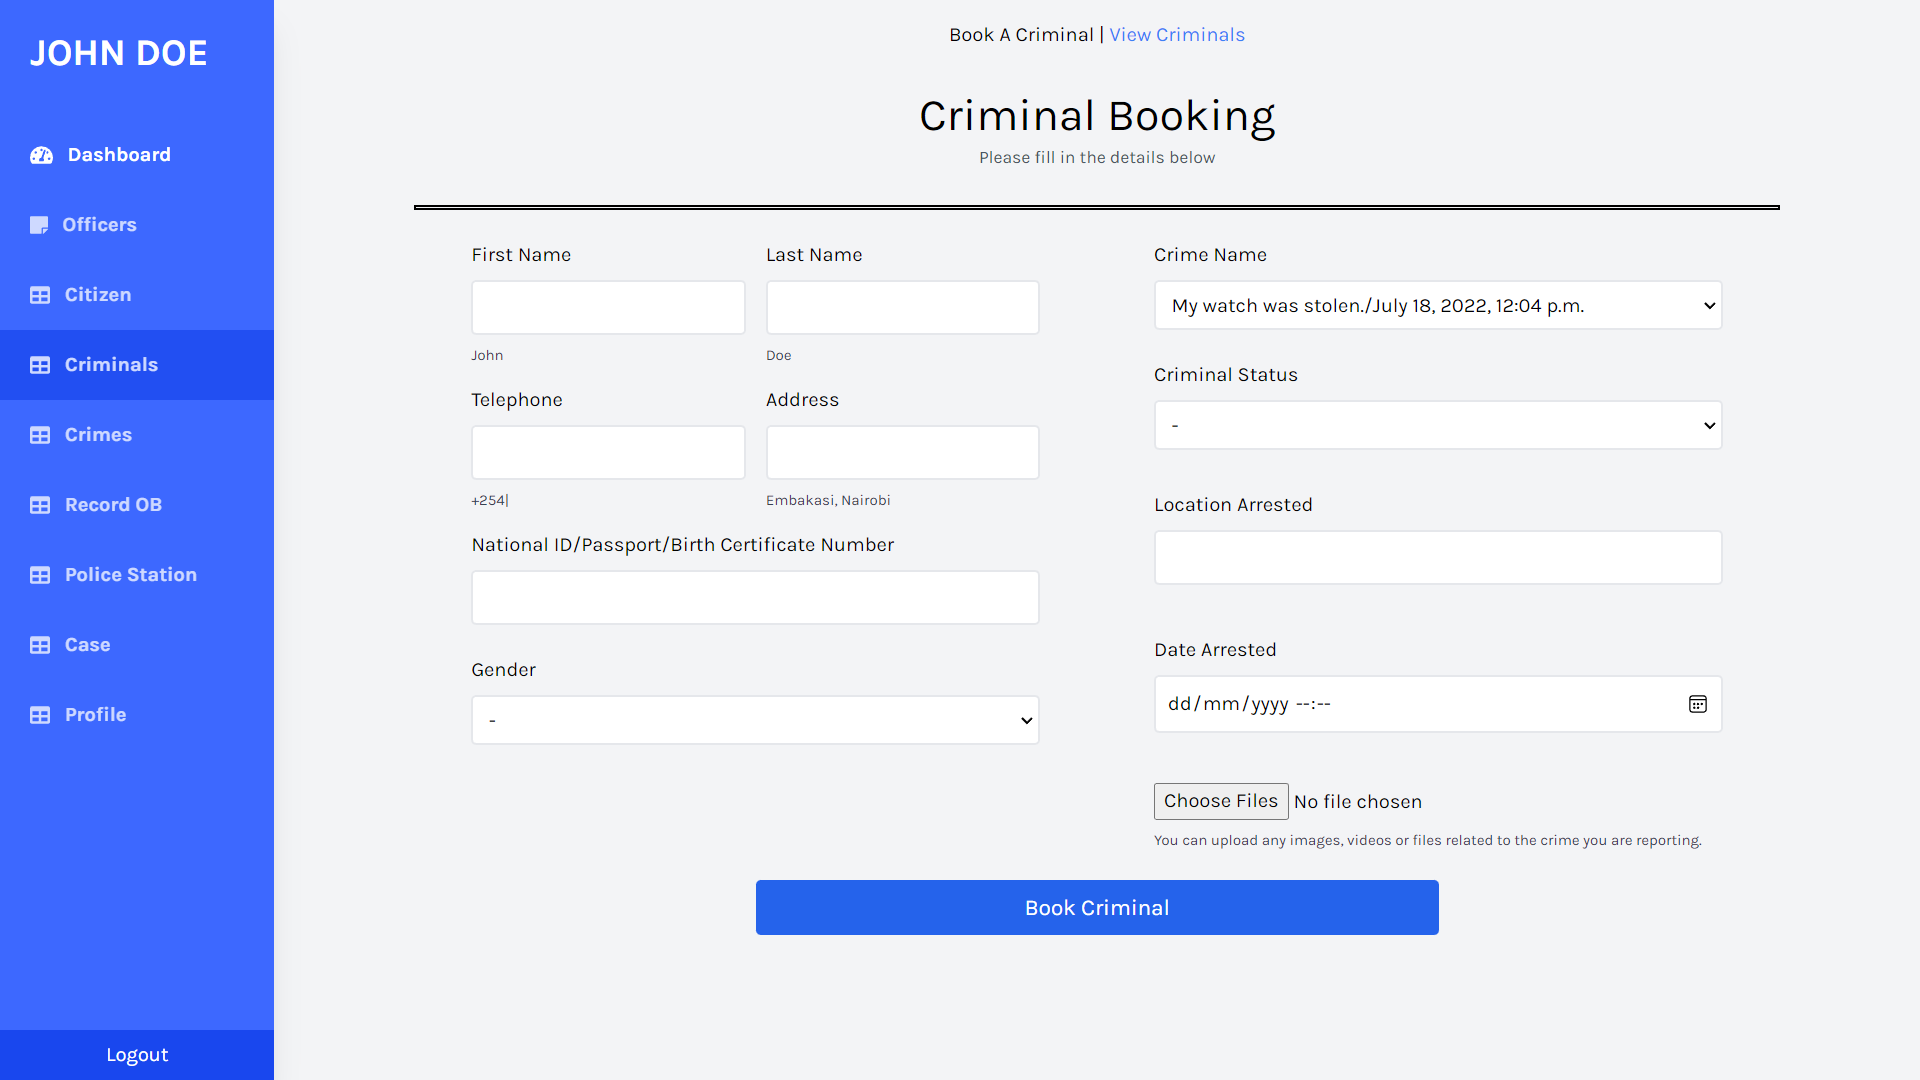 JOHN DOE
Dashboard
Officers
Citizen
Criminals
Crimes
Record OB
Police Station
Case
Profile
Logout
Book A Criminal | View Criminals
Criminal Booking
Please fill in the details below
First Name
Last Name
John
Doe
Telephone
Address
+254|
Embakasi, Nairobi
National ID/Passport/Birth Certificate Number
Gender
-
Crime Name
My watch was stolen./July 18, 2022, 12:04 p.m.
Criminal Status
-
Location Arrested
Date Arrested
dd/mm/yyyy --:--
Choose Files No file chosen
You can upload any images, videos or files related to the crime you are reporting.
Book Criminal